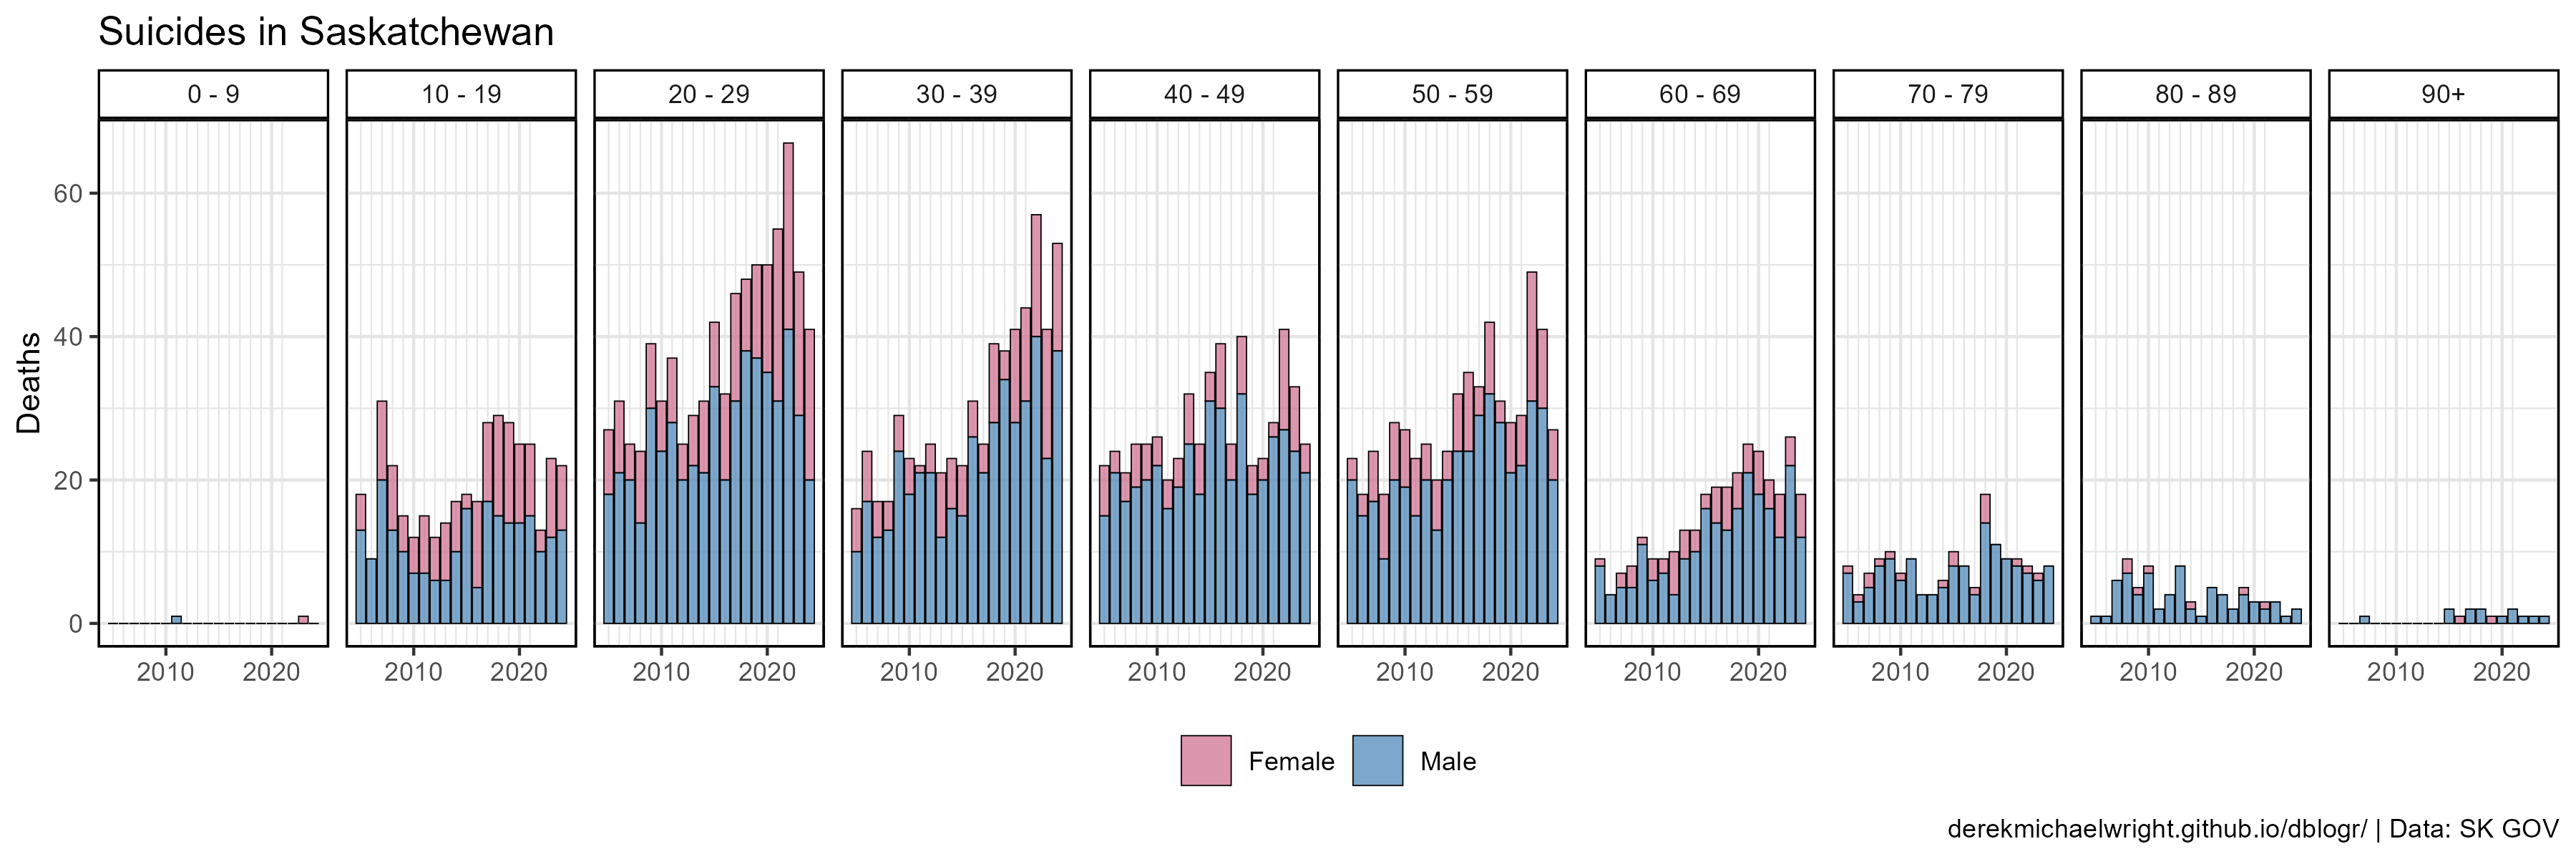 Suicides in Saskatchewan
0 - 9 10 - 19 20 - 29 30 - 39 40 - 49 50 - 59 60 - 69 70 - 79 80 - 89 90+
Deaths
60
40
20
0
2010 2020 2010 2020 2010 2020 2010 2020 2010 2020 2010 2020 2010 2020 2010 2020 2010 2020 2010 2020
Female Male
derekmichaelwright.github.io/dblogr/ | Data: SK GOV